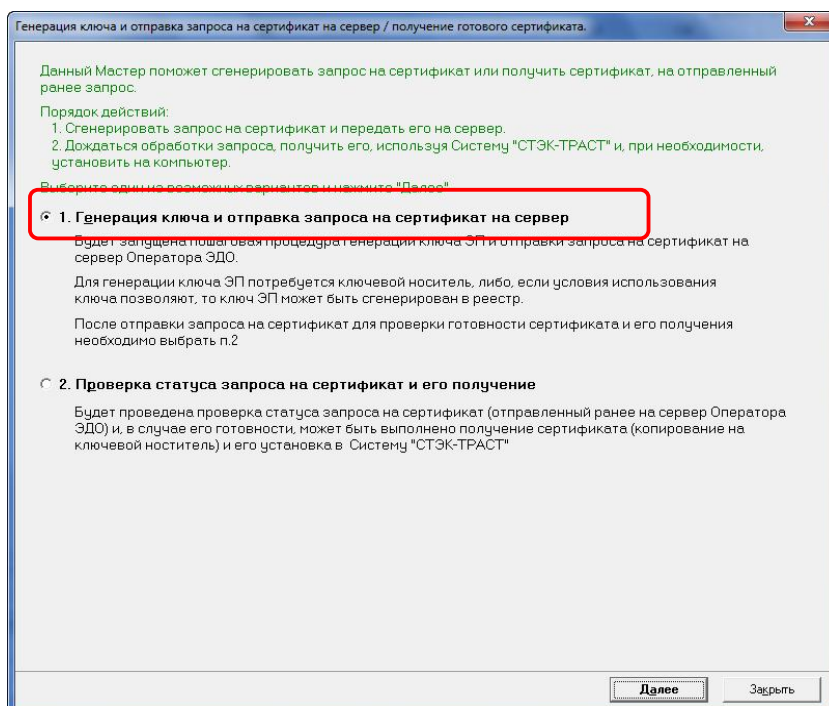 Генерация ключа и отправка запроса на сертификат на сервер / получение готового сертификата.
Данный Мастер поможет сгенерировать запрос на сертификат или получить сертификат, на отправленный
ранее запрос.
Порядок действий:
1. Сгенерировать запрос на сертификат и передать его на сервер.
2. Дождаться обработки запроса, получить его, используя Систему "СТЭК-ТРАСТ" и, при необходимости,
установить на компьютер.
Выберите один из возможных вариантов и нажмите "Далее"
1. Генерация ключа и отправка запроса на сертификат на сервер
Будет запущена пошаговая процедура генерации ключа ЭП и отправки запроса на сертификат на
сервер Оператора ЭДО.
Для генерации ключа ЭП потребуется ключевой носитель, либо, если условия использования
ключа позволяют, то ключ ЭП может быть сгенерирован в реестр.
После отправки запроса на сертификат для проверки готовности сертификата и его получения
необходимо выбрать п.2
2. Проверка статуса запроса на сертификат и его получение
Будет проведена проверка статуса запроса на сертификат (отправленный ранее на сервер Оператора
ЭДО) и, в случае его готовности, может быть выполнено получение сертификата (копирование на
ключевой ноститель) и его установка в Систему "СТЭК-ТРАСТ"
Далее
Закрыть